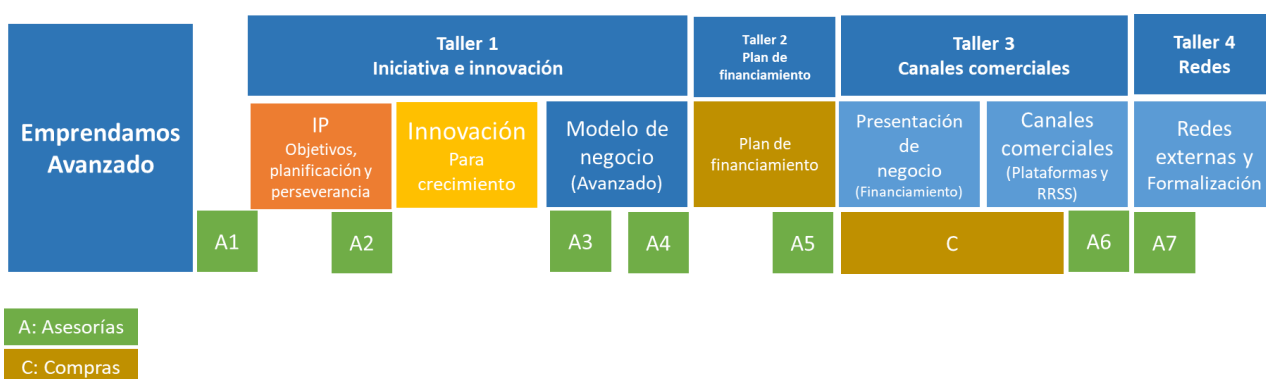 Emprendamos
Avanzado
Taller 1
Iniciativa e innovación
Taller 2
Plan de
financiamiento
Taller 3
Canales comerciales
Taller 4
Redes
IP
Objetivos,
planificación y
perseverancia
Innovación
Para
crecimiento
Modelo de
negocio
(Avanzado)
Plan de
financiamiento
Presentación
de
negocio
(Financiamiento)
Canales
comerciales
(Plataformas y
RRSS)
Redes
externas y
Formalización
A1
A2
A3
A4
A5
C
A6
A7
A: Asesorías
C: Compras